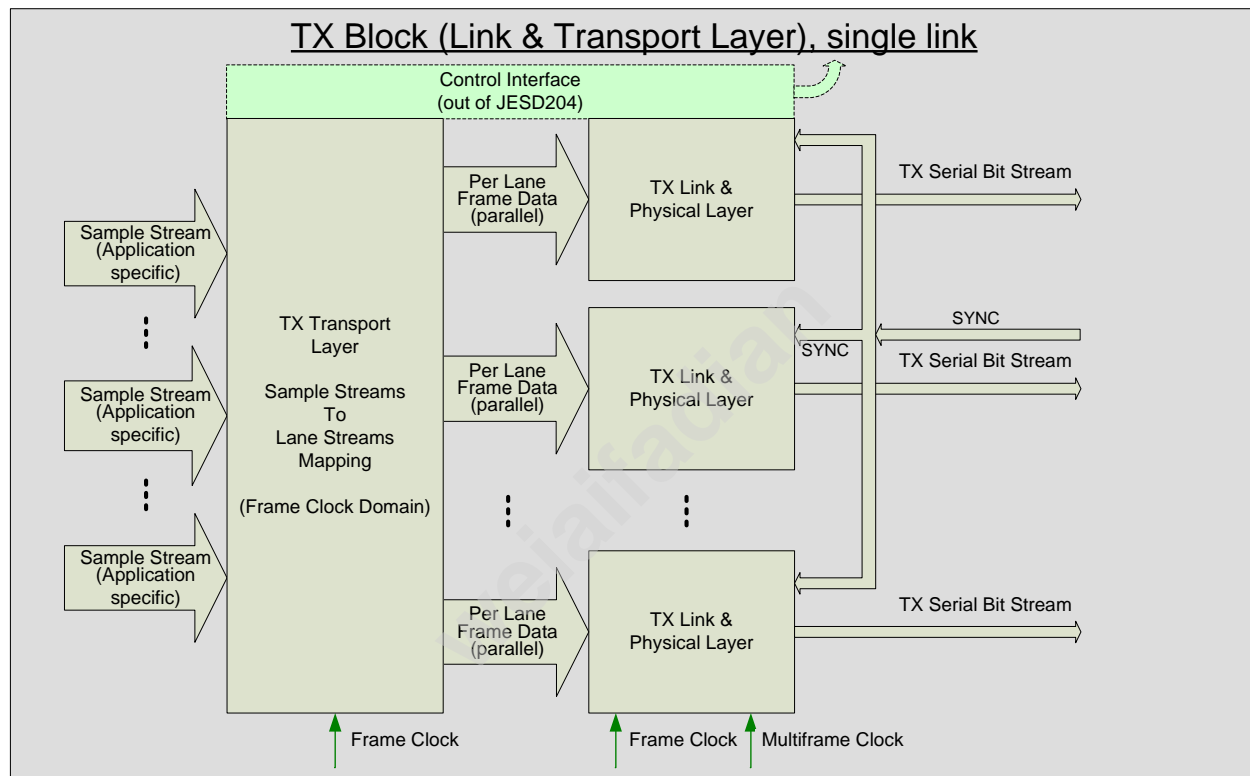 TX Block (Link & Transport Layer), single link
Control Interface
(out of JESD204)
Sample Stream
(Application
specific)
Sample Stream
(Application
specific)
Sample Stream
(Application
specific)
TX Transport
Layer
Sample Streams
To
Lane Streams
Mapping
(Frame Clock Domain)
Per Lane
Frame Data
(parallel)
Per Lane
Frame Data
(parallel)
Per Lane
Frame Data
(parallel)
TX Link &
Physical Layer
TX Link &
Physical Layer
TX Link &
Physical Layer
TX Serial Bit Stream
SYNC
SYNC
TX Serial Bit Stream
TX Serial Bit Stream
Frame Clock
Frame Clock
Multiframe Clock
weiaifadian